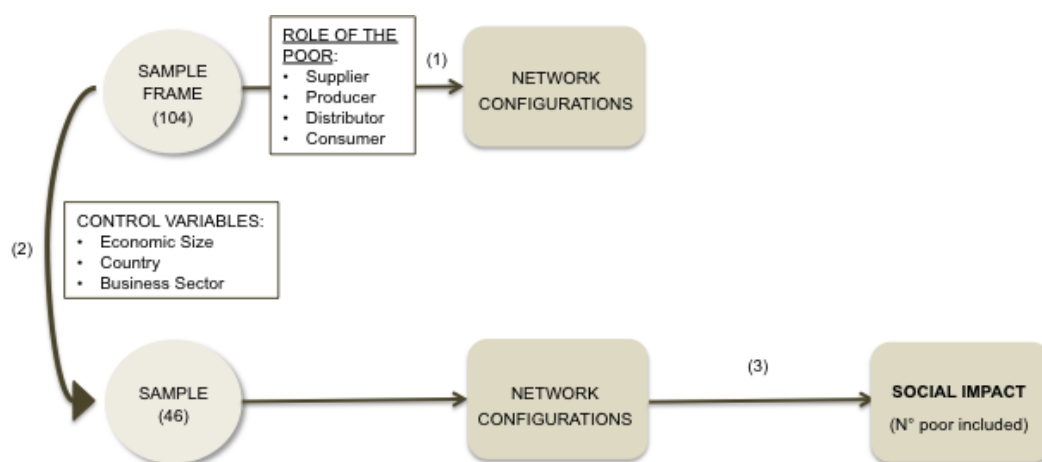 SAMPLE
FRAME
(104)
ROLE OF THE
POOR:
• Supplier
• Producer
• Distributor
• Consumer
(1)
NETWORK
CONFIGURATIONS
(2)
CONTROL VARIABLES:
• Economic Size
• Country
• Business Sector
SAMPLE
(46)
NETWORK
CONFIGURATIONS
(3)
SOCIAL IMPACT
(N° poor included)